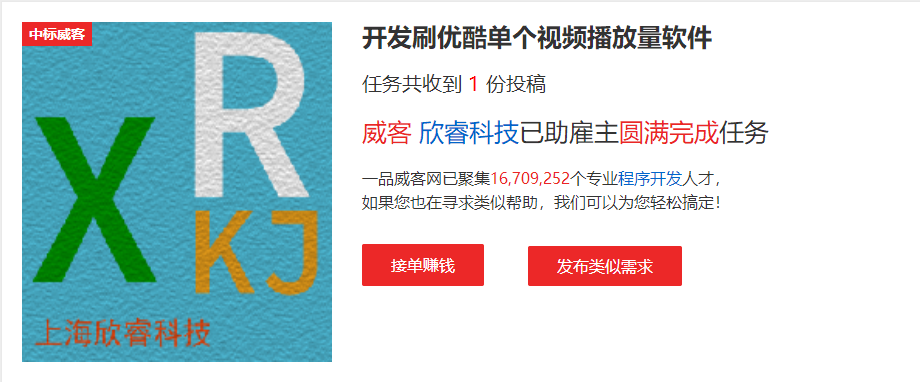 中标威客
X
R
KJ
上海欣睿科技
开发刷优酷单个视频播放量软件
任务共收到 1 份投稿
威客 欣睿科技已助雇主圆满完成任务
一品威客网已聚集16,709,252个专业程序开发人才，
如果您也在寻求类似帮助，我们可以为您轻松搞定！
接单赚钱
发布类似需求